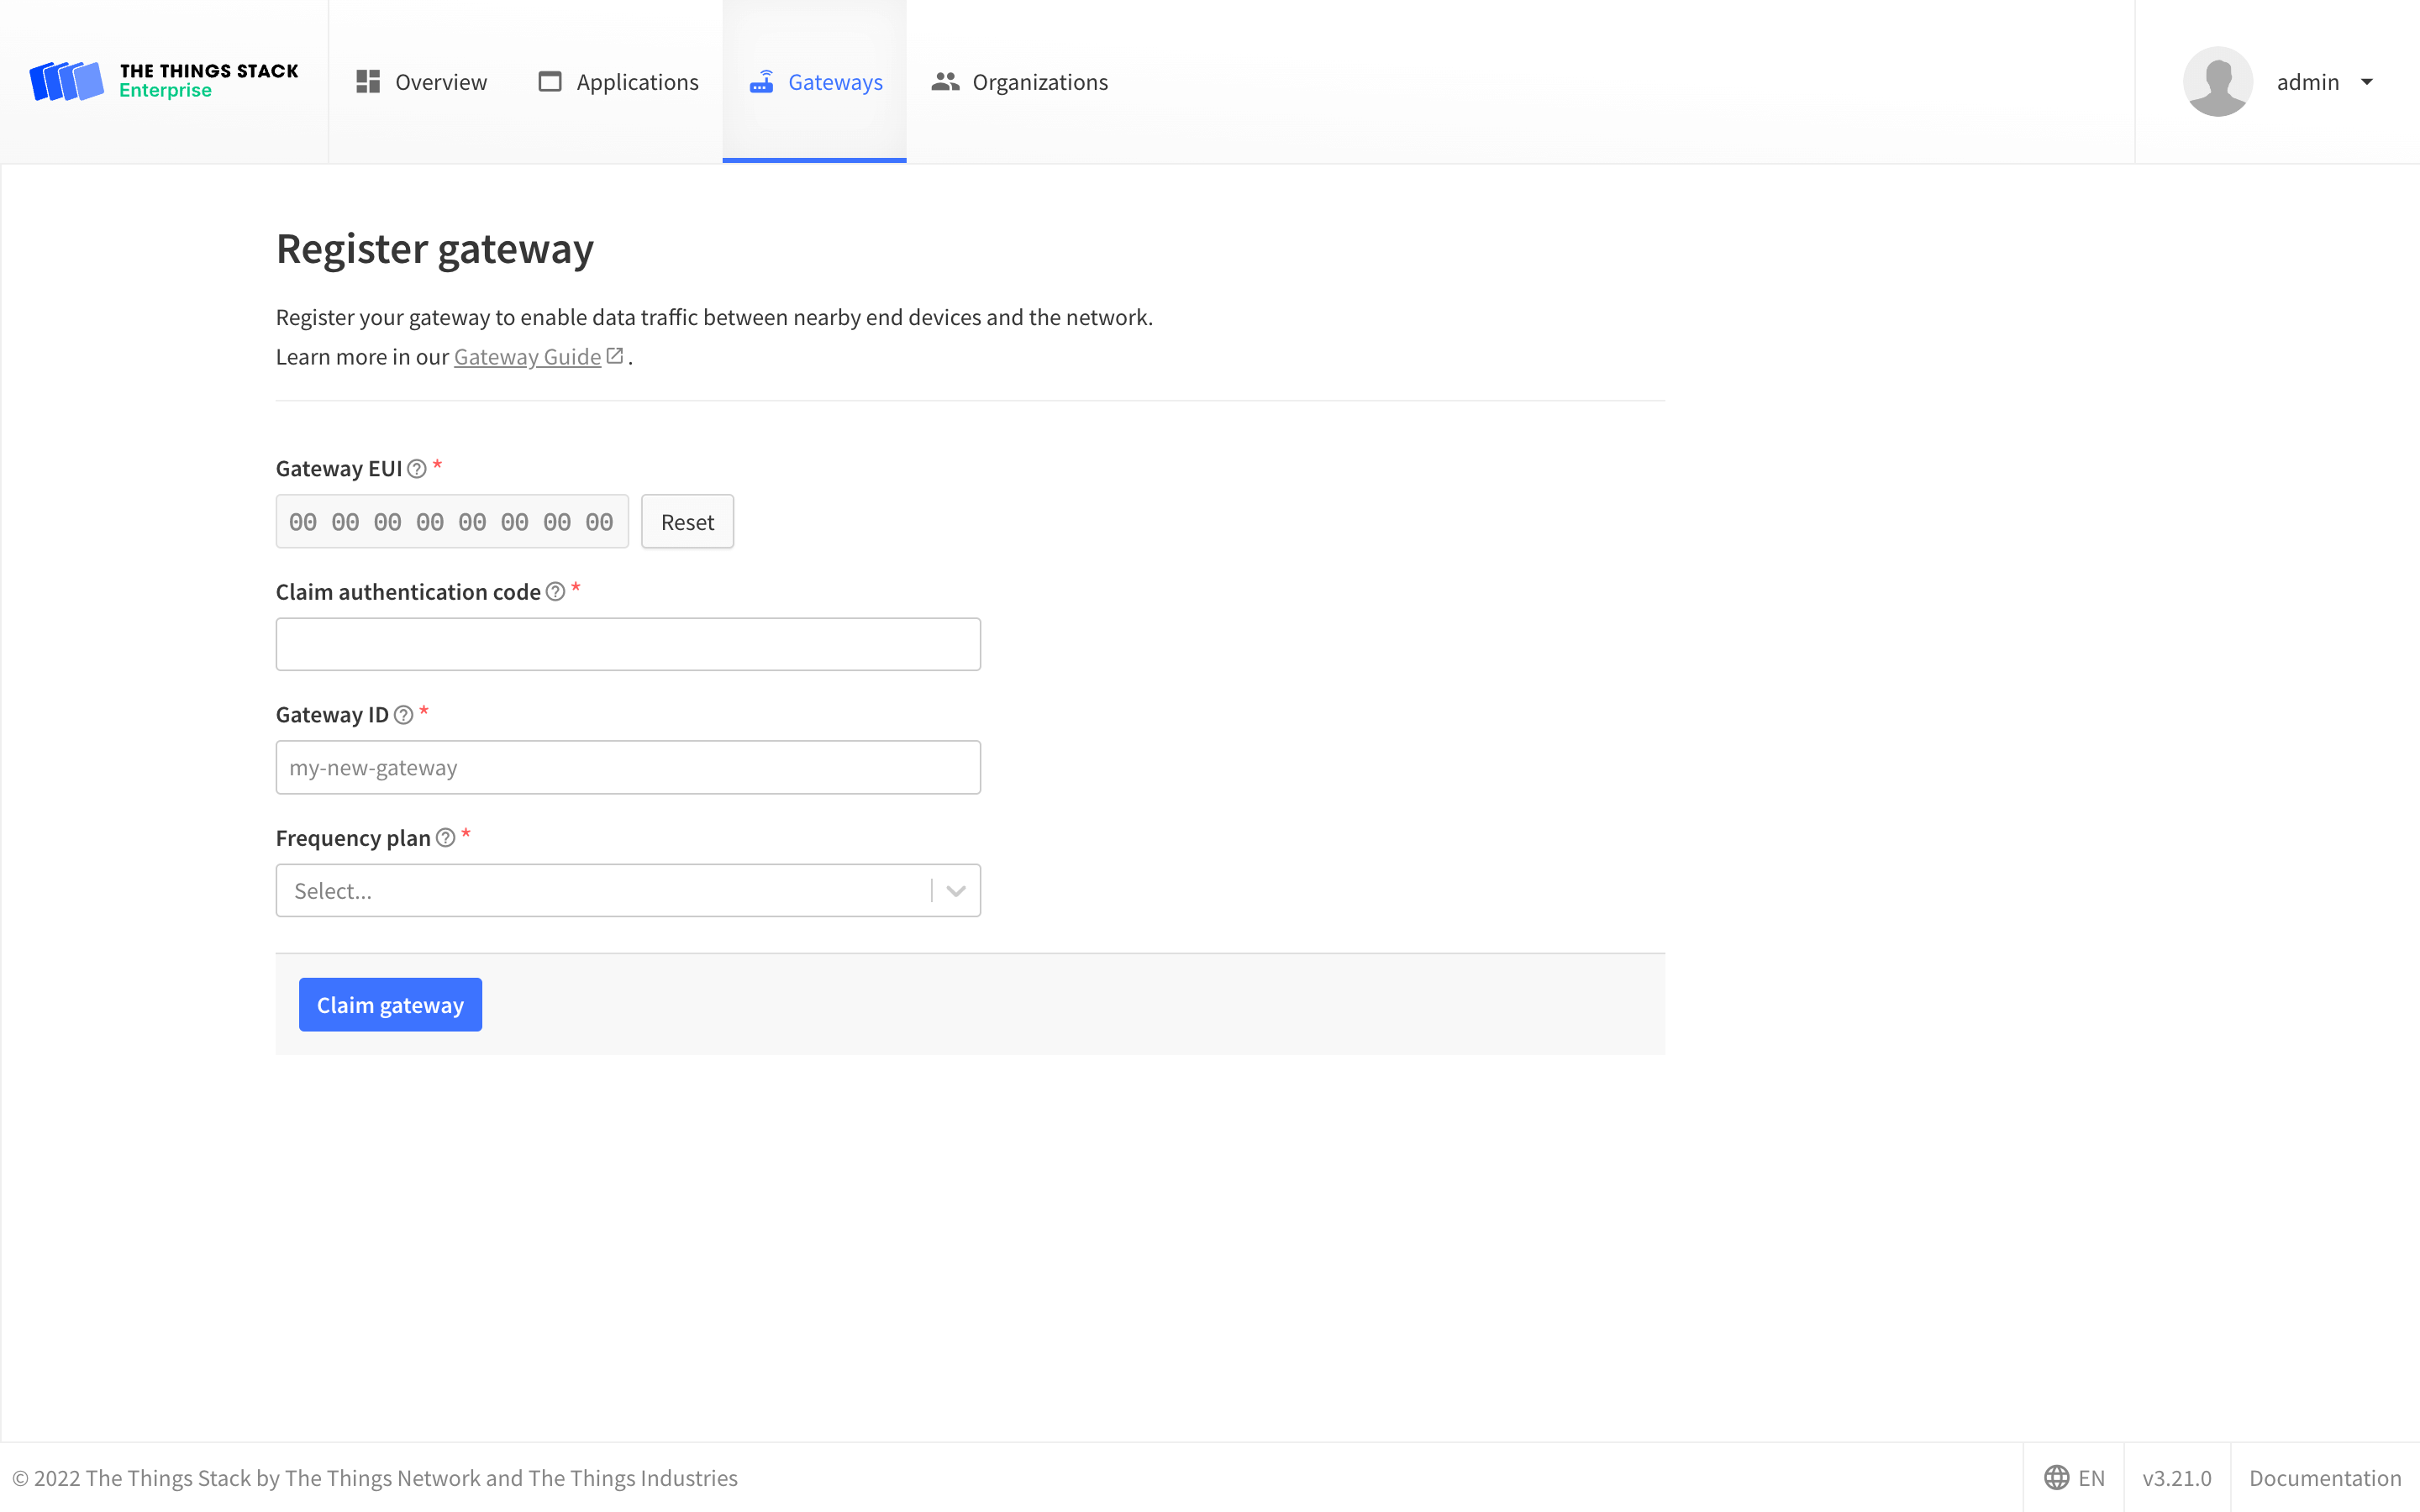 THE THINGS STACK
Enterprise
Overview
Applications
Gateways
Organizations
admin
Register gateway
Register your gateway to enable data traffic between nearby end devices and the network.
Learn more in our Gateway Guide .
Gateway EUI *
00 00 00 00 00 00 00 00
Reset
Claim authentication code *
Gateway ID *
my-new-gateway
Frequency plan *
Select...
Claim gateway
© 2022 The Things Stack by The Things Network and The Things Industries
EN
v3.21.0
Documentation